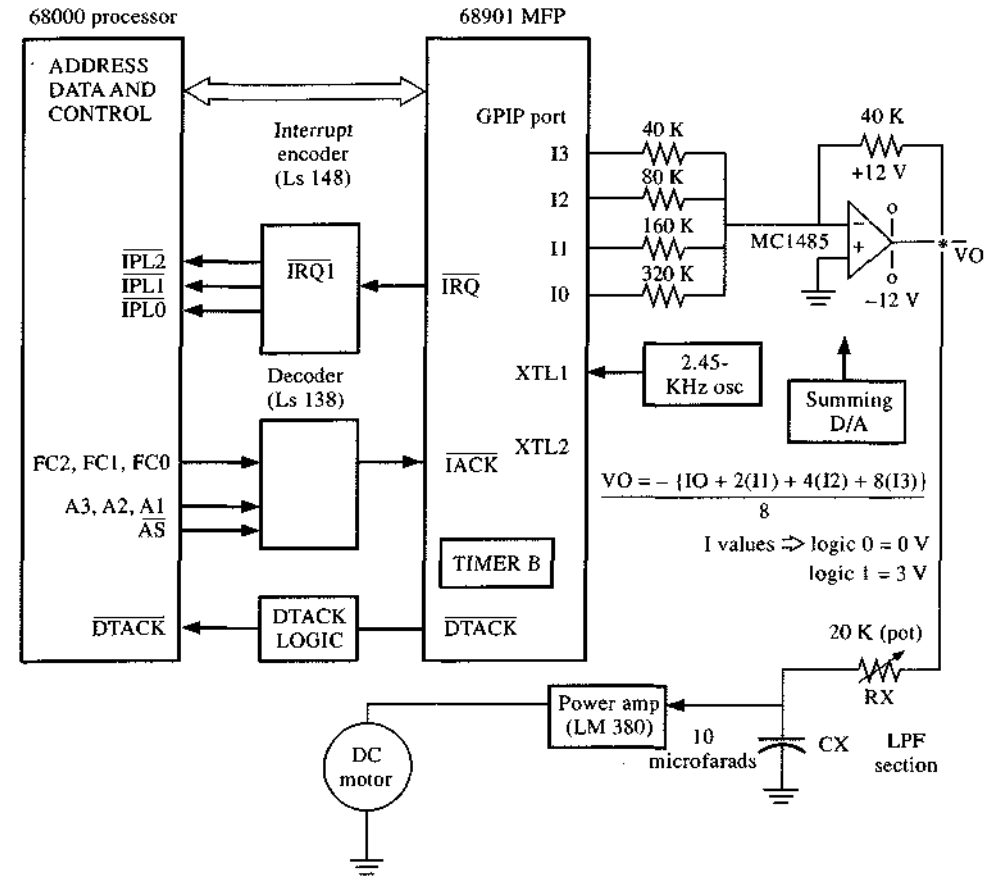 68000 processor
68901 MFP
ADDRESS
DATA AND
CONTROL
GPIP port
Interrupt
encoder
(Ls 148)
I3
I2
I1
I0
40 K
80 K
160 K
320 K
40 K
+12 V
MC1485
−
+
−12 V
* VO
IPL2
IPL1
IPL0
IRQ1
IRQ
Decoder
(Ls 138)
XTL1
2.45-
KHz osc
Summing
D/A
XTL2
FC2, FC1, FC0
IACK
A3, A2, A1
AS
VO = − {IO + 2(I1) + 4(I2) + 8(I3)}
8
I values ⇒ logic 0 = 0 V
logic 1 = 3 V
TIMER B
DTACK
DTACK
LOGIC
DTACK
20 K (pot)
RX
Power amp
(LM 380)
10
microfarads
CX
LPF
section
DC
motor